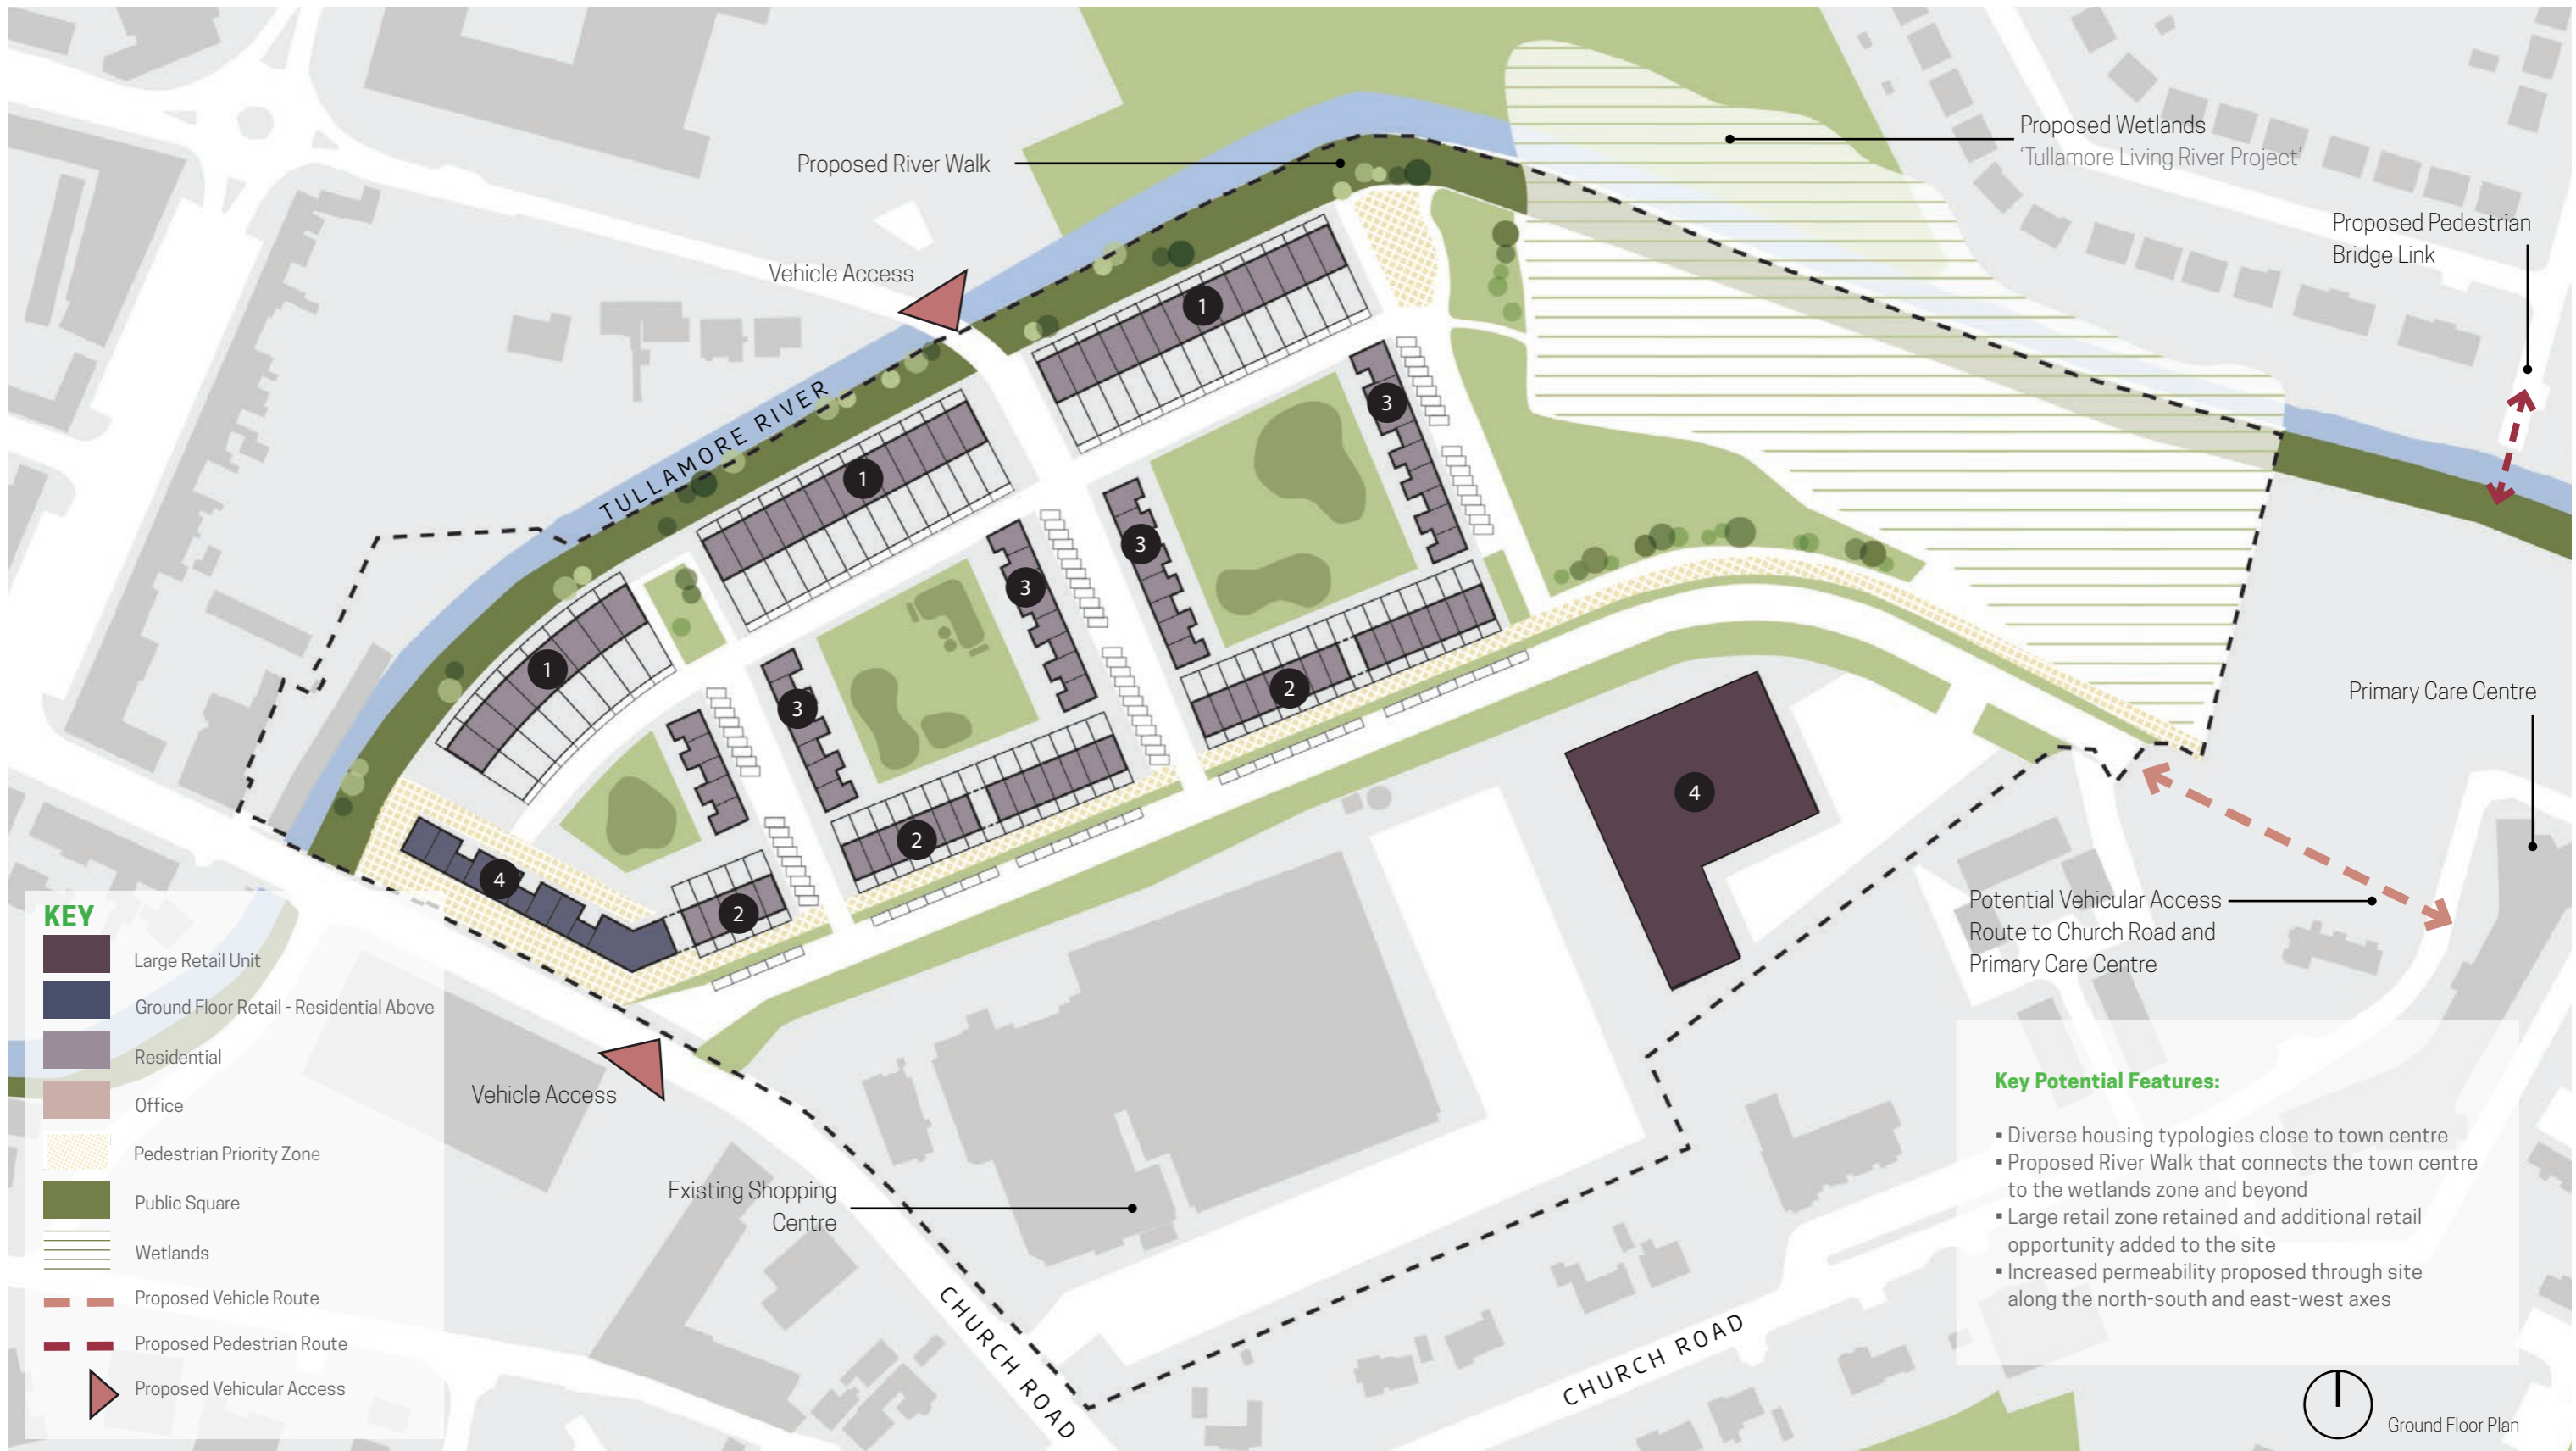 Proposed River Walk
Proposed Wetlands
‘Tullamore Living River Project’
Proposed Pedestrian
Bridge Link
Vehicle Access
TULLAMORE RIVER
1
1
1
3
3
3
3
2
2
2
4
4
Primary Care Centre
Potential Vehicular Access
Route to Church Road and
Primary Care Centre
Vehicle Access
Existing Shopping
Centre
CHURCH ROAD
CHURCH ROAD
KEY
Large Retail Unit
Ground Floor Retail - Residential Above
Residential
Office
Pedestrian Priority Zone
Public Square
Wetlands
Proposed Vehicle Route
Proposed Pedestrian Route
Proposed Vehicular Access
Key Potential Features:
▪ Diverse housing typologies close to town centre
▪ Proposed River Walk that connects the town centre
to the wetlands zone and beyond
▪ Large retail zone retained and additional retail
opportunity added to the site
▪ Increased permeability proposed through site
along the north-south and east-west axes
Ground Floor Plan